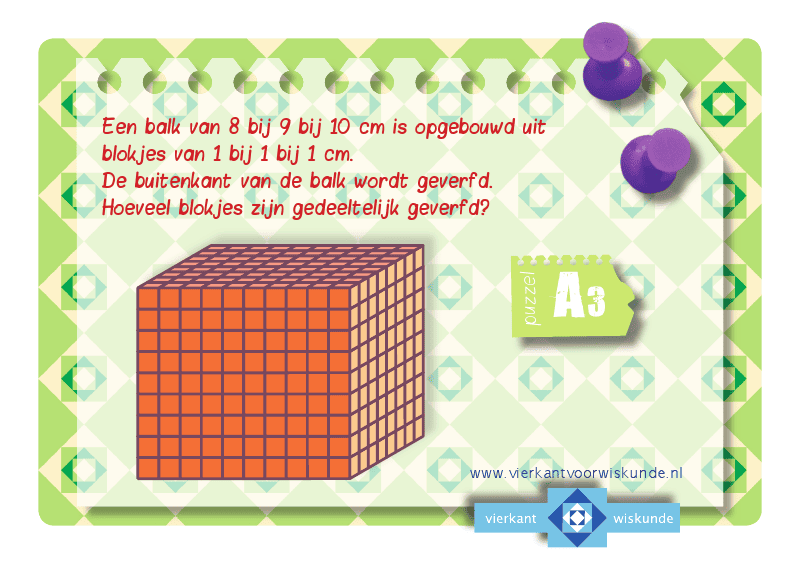 Een balk van 8 bij 9 bij 10 cm is opgebouwd uit
blokjes van 1 bij 1 bij 1 cm.
De buitenkant van de balk wordt geverfd.
Hoeveel blokjes zijn gedeeltelijk geverfd?
puzzel A3
www.vierkantvoorwiskunde.nl
vierkant wiskunde